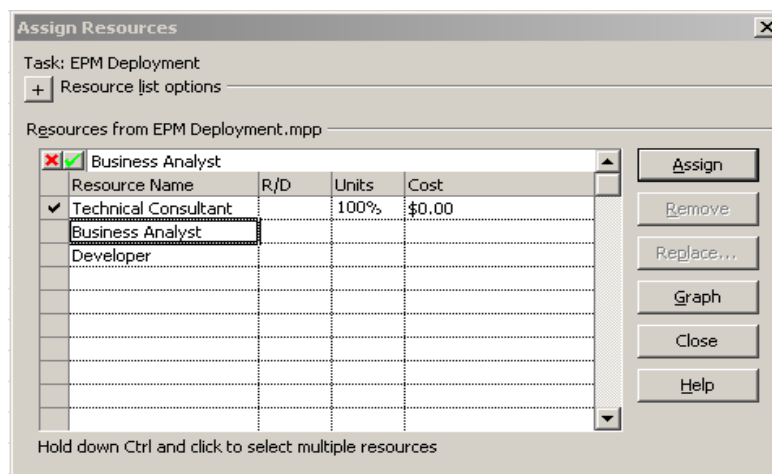 Assign Resources
Task: EPM Deployment
+ Resource list options
Resources from EPM Deployment.mpp
Business Analyst
Assign
Resource Name R/D Units Cost
Technical Consultant 100% $0.00
Remove
Business Analyst
Developer
Replace...
Graph
Close
Help
Hold down Ctrl and click to select multiple resources